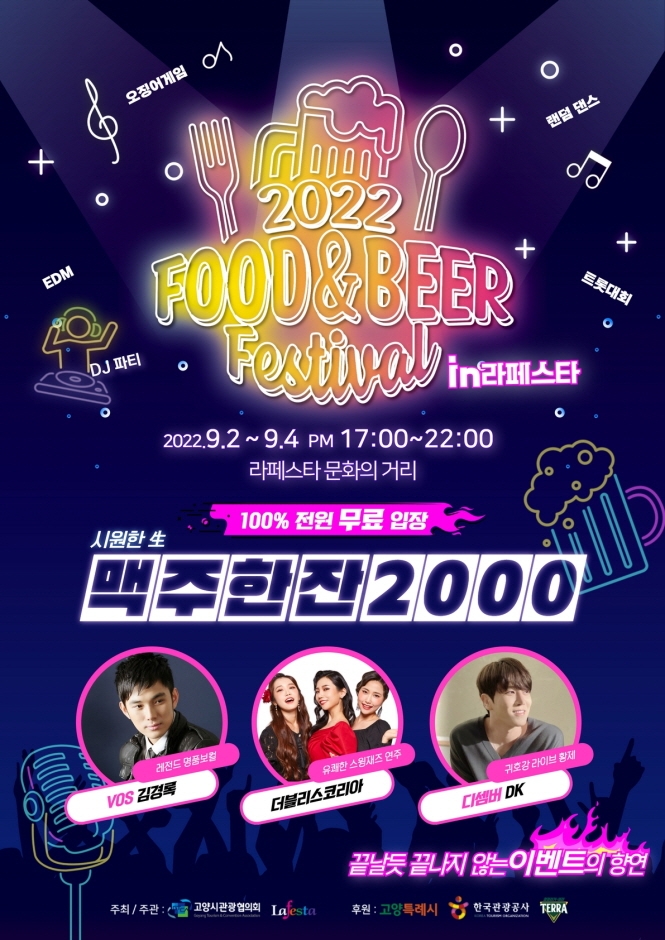 오징어게임
랜덤 댄스
2022
FOOD&BEER
Festival
in라페스타
EDM
DJ 파티
트롯대회
2022.9.2 ~ 9.4 PM 17:00~22:00
라페스타 문화의 거리
100% 전원 무료 입장
시원한 生
맥주한잔2000
레전드 명품보컬
VOS 김경록
유쾌한 스윙재즈 연주
더블리스코리아
귀호강 라이브 황제
디셈버 DK
끝날듯 끝나지 않는이벤트의 향연
주최 / 주관 : 고양시관광협의회 Lafesta 후원 : 고양특례시 한국관광공사 TERRA
Goyang Tourism & Convention Association
KOREA TOURISM ORGANIZATION